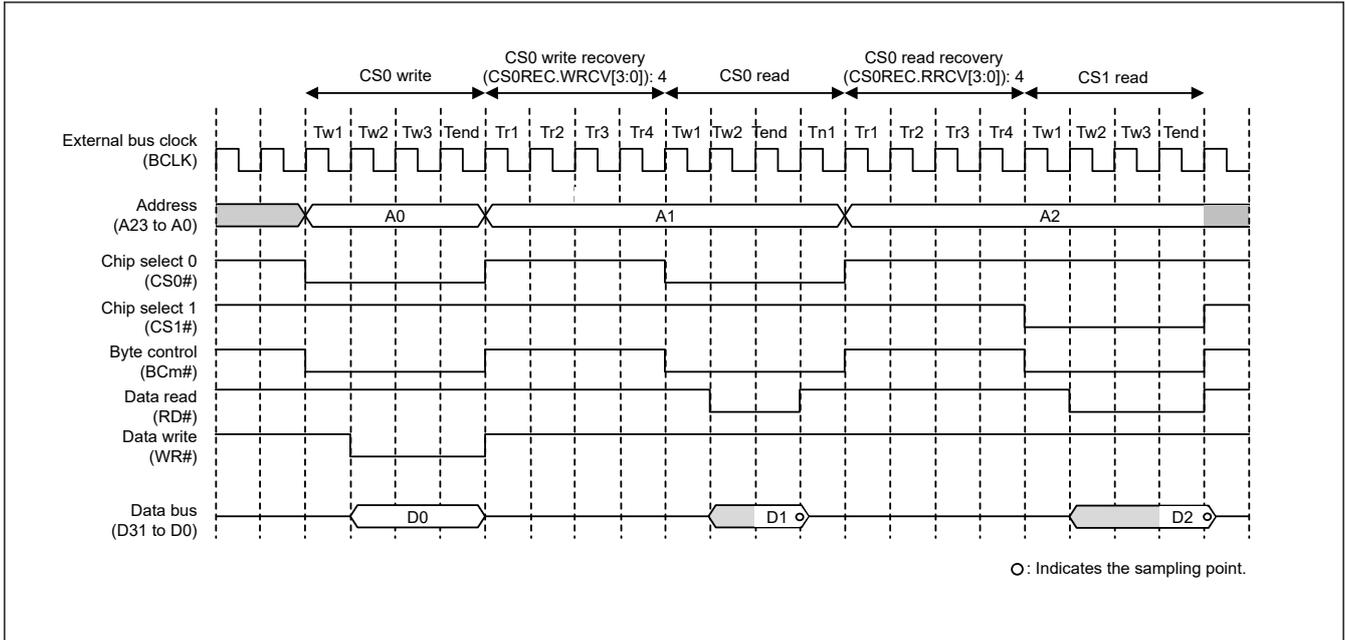 CS0 write
CS0 write recovery
(CS0REC.WRCV[3:0]): 4
CS0 read
CS0 read recovery
(CS0REC.RRCV[3:0]): 4
CS1 read
Tw1 Tw2 Tw3 Tend Tr1 Tr2 Tr3 Tr4 Tw1 Tw2 Tend Tn1 Tr1 Tr2 Tr3 Tr4 Tw1 Tw2 Tw3 Tend
External bus clock
(BCLK)
Address
(A23 to A0)
A0 A1 A2
Chip select 0
(CS0#)
Chip select 1
(CS1#)
Byte control
(BCm#)
Data read
(RD#)
Data write
(WR#)
Data bus
(D31 to D0)
D0 D1 D2
: Indicates the sampling point.